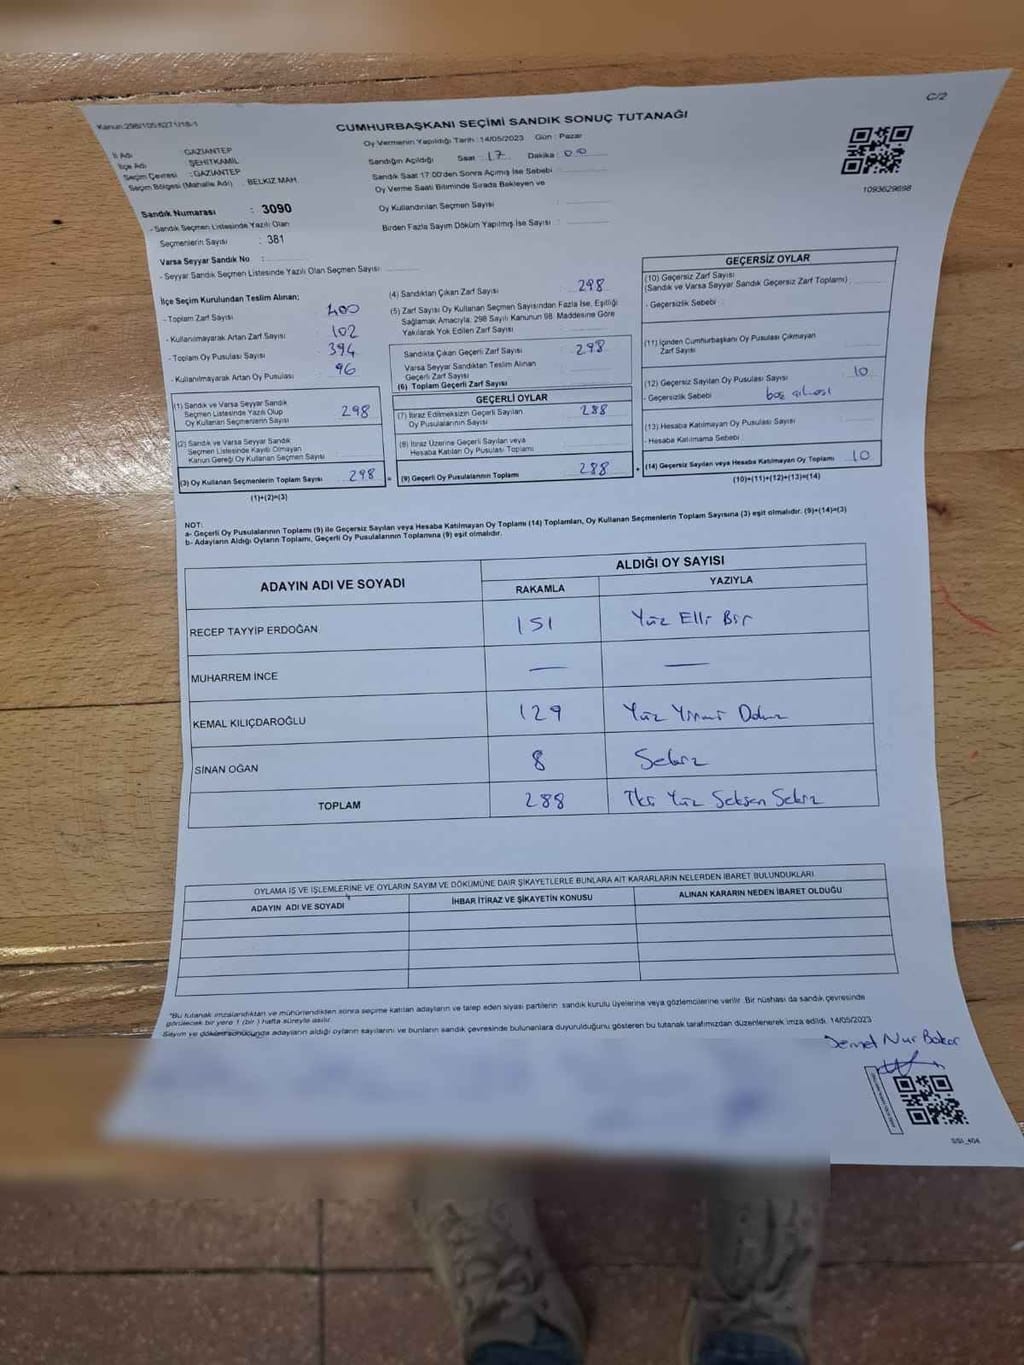 Kanun:298/105 6271/18-1
C/2
CUMHURBAŞKANI SEÇİMİ SANDIK SONUÇ TUTANAĞI
Oy Vermenin Yapıldığı Tarih :14/05/2023 Gün : Pazar
İl Adı : GAZİANTEP
İlçe Adı : ŞEHİTKAMİL
Seçim Çevresi : GAZİANTEP
Seçim Bölgesi (Mahalle Adı) : BELKIZ MAH.
Sandık Numarası : 3090
- Sandık Seçmen Listesinde Yazılı Olan
Seçmenlerin Sayısı : 381
Varsa Seyyar Sandık No :
- Seyyar Sandık Seçmen Listesinde Yazılı Olan Seçmen Sayısı
Sandığın Açıldığı Saat : 17 Dakika : 00
Sandık Saat 17:00'den Sonra Açımış İse Sebebi :
Oy Verme Saati Bitiminde Sırada Bekleyen ve
Oy Kullandırılan Seçmen Sayısı :
Birden Fazla Sayım Döküm Yapılmış İse Sayısı :
1093629698
İlçe Seçim Kurulundan Teslim Alınan;
- Toplam Zarf Sayısı : 400
- Kullanılmayarak Artan Zarf Sayısı : 102
- Toplam Oy Pusulası Sayısı : 394
- Kullanılmayarak Artan Oy Pusulası : 96
(1) Sandık ve Varsa Seyyar Sandık
Seçmen Listesinde Yazılı Olup
Oy Kullanan Seçmenlerin Sayısı : 298
(2) Sandık ve Varsa Seyyar Sandık
Seçmen Listesinde Kayıtlı Olmayan
Kanun Gereği Oy Kullanan Seçmen Sayısı
(3) Oy Kullanan Seçmenlerin Toplam Sayısı : 298
(1)+(2)=(3)
(4) Sandıktan Çıkan Zarf Sayısı : 298
(5) Zarf Sayısı Oy Kullanan Seçmen Sayısından Fazla İse, Eşitliği
Sağlamak Amacıyla, 298 Sayılı Kanunun 98. Maddesine Göre
Yakılarak Yok Edilen Zarf Sayısı :
Sandıkta Çıkan Geçerli Zarf Sayısı : 298
Varsa Seyyar Sandıktan Teslim Alınan
Geçerli Zarf Sayısı
(6) Toplam Geçerli Zarf Sayısı
GEÇERLİ OYLAR
(7) İtiraz Edilmeksizin Geçerli Sayılan
Oy Pusulalarının Sayısı : 288
(8) İtiraz Üzerine Geçerli Sayılan veya
Hesaba Katılan Oy Pusulası Toplamı
(9) Geçerli Oy Pusulalarının Toplamı : 288
GEÇERSİZ OYLAR
(10) Geçersiz Zarf Sayısı
(Sandık ve Varsa Seyyar Sandık Geçersiz Zarf Toplamı)
- Geçersizlik Sebebi :
(11) İçinden Cumhurbaşkanı Oy Pusulası Çıkmayan
Zarf Sayısı
(12) Geçersiz Sayılan Oy Pusulası Sayısı : 10
- Geçersizlik Sebebi : boş çıkması
(13) Hesaba Katılmayan Oy Pusulası Sayısı
- Hesaba Katılmama Sebebi :
(14) Geçersiz Sayılan veya Hesaba Katılmayan Oy Toplamı : 10
(10)+(11)+(12)+(13)=(14)
NOT:
a- Geçerli Oy Pusulalarının Toplamı (9) ile Geçersiz Sayılan veya Hesaba Katılmayan Oy Toplamı (14) Toplamları, Oy Kullanan Seçmenlerin Toplam Sayısına (3) eşit olmalıdır. (9)+(14)=(3)
b- Adayların Aldığı Oyların Toplamı, Geçerli Oy Pusulalarının Toplamına (9) eşit olmalıdır.
ADAYIN ADI VE SOYADI
ALDIĞI OY SAYISI
RAKAMLA YAZIYLA
RECEP TAYYİP ERDOĞAN 151 Yüz Elli Bir
MUHARREM İNCE — —
KEMAL KILIÇDAROĞLU 129 Yüz Yirmi Dokuz
SİNAN OĞAN 8 Sekiz
TOPLAM 288 İki Yüz Seksen Sekiz
OYLAMA İŞ VE İŞLEMLERİNE VE OYLARIN SAYIM VE DÖKÜMÜNE DAİR ŞİKAYETLERLE BUNLARA AİT KARARLARIN NELERDEN İBARET BULUNDUKLARI
ADAYIN ADI VE SOYADI İHBAR İTİRAZ VE ŞİKAYETİN KONUSU ALINAN KARARIN NEDEN İBARET OLDUĞU
"Bu tutanak imzalandıktan ve mühürlendikten sonra seçime katılan adayların ve talep eden siyasi partilerin sandık kurulu üyelerine veya gözlemcilerine verilir. Bir nüshası da sandık çevresinde
görülecek bir yere 1 (bir ) hafta süreyle asılır.
Sayım ve döküm sonucunda adayların aldığı oyların sayılarını ve bunların sandık çevresinde bulunanlara duyurulduğunu gösteren bu tutanak tarafımızdan düzenlenerek imza edildi. 14/05/2023
Demet Nur Bakar
SSI_404